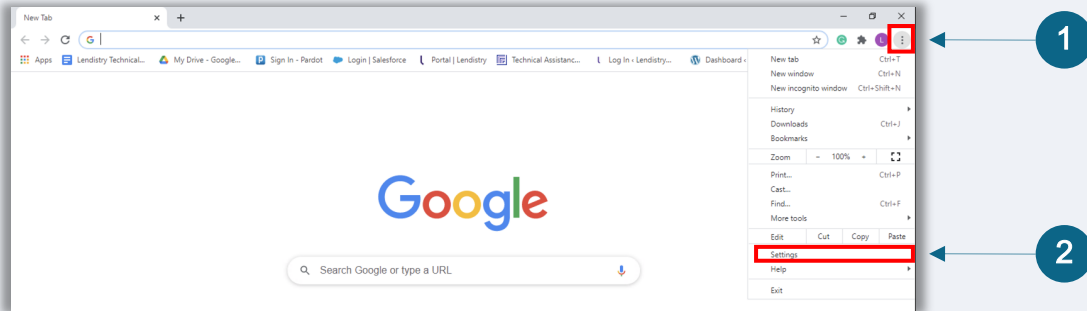 New Tab
G
Apps Lendistry Technical... My Drive - Google... Sign In - Pardot Login | Salesforce Portal | Lendistry Technical Assistanc... Log In ‹ Lendistry... Dashboard ‹
L
1
New tab Ctrl+T
New window Ctrl+N
New incognito window Ctrl+Shift+N
History
Downloads Ctrl+J
Bookmarks
Zoom - 100% +
Print... Ctrl+P
Cast...
Find... Ctrl+F
More tools
Edit Cut Copy Paste
Settings
2
Help
Exit
Google
Search Google or type a URL